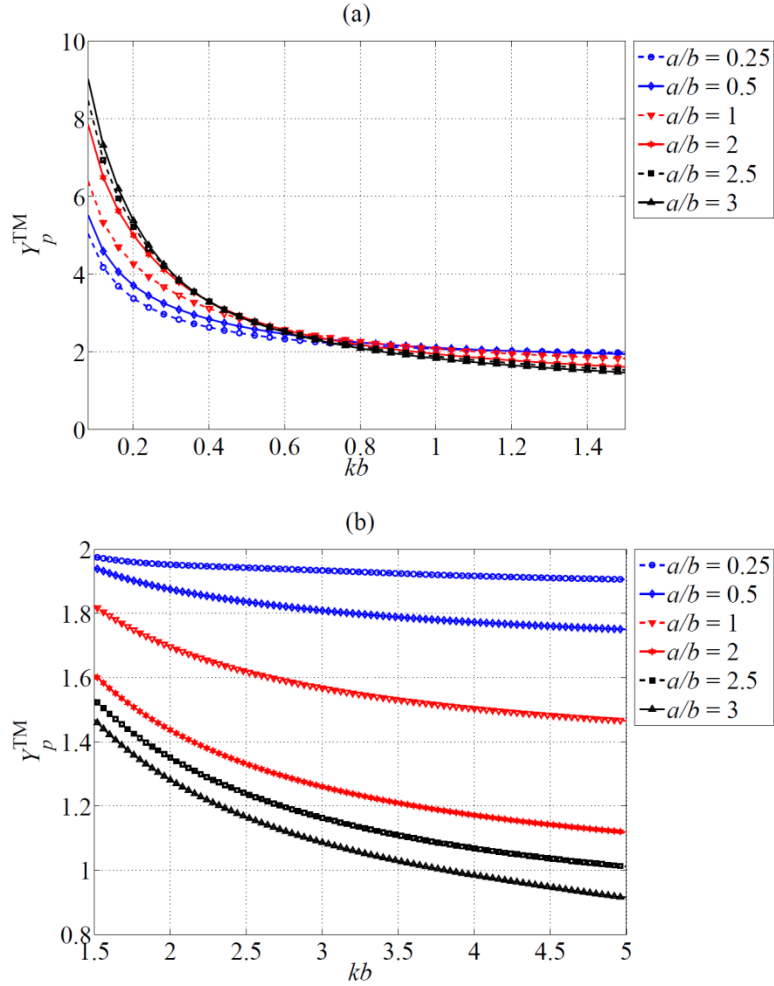 (a)
10
8
6
4
2
0
Y_p^TM
0.2 0.4 0.6 0.8 1 1.2 1.4
kb
a/b = 0.25
a/b = 0.5
a/b = 1
a/b = 2
a/b = 2.5
a/b = 3
(b)
2
1.8
1.6
1.4
1.2
1
0.8
Y_p^TM
1.5 2 2.5 3 3.5 4 4.5 5
kb
a/b = 0.25
a/b = 0.5
a/b = 1
a/b = 2
a/b = 2.5
a/b = 3